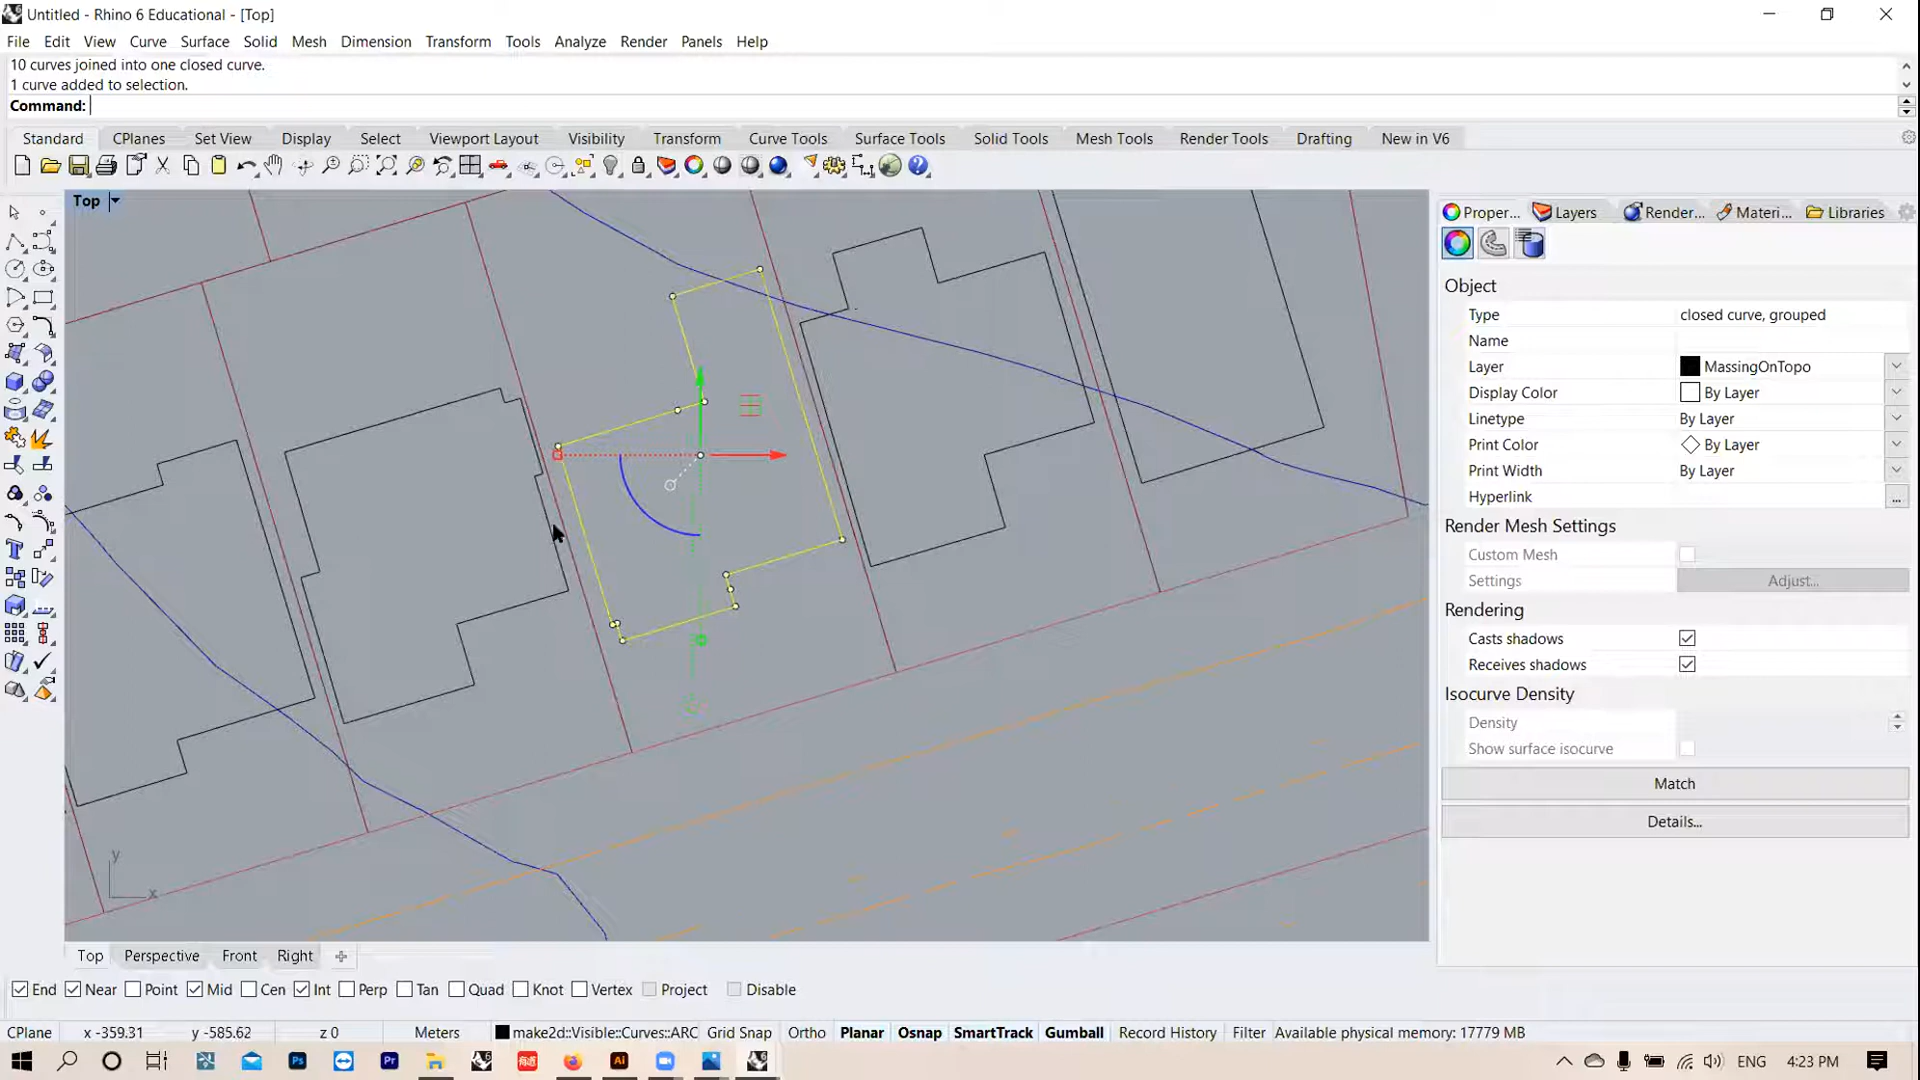 Untitled - Rhino 6 Educational - [Top]
File Edit View Curve Surface Solid Mesh Dimension Transform Tools Analyze Render Panels Help
10 curves joined into one closed curve.
1 curve added to selection.
Command:
Standard CPlanes Set View Display Select Viewport Layout Visibility Transform Curve Tools Surface Tools Solid Tools Mesh Tools Render Tools Drafting New in V6
Top
Proper... Layers Render... Materi... Libraries
Object
Type closed curve, grouped
Name
Layer MassingOnTopo
Display Color By Layer
Linetype By Layer
Print Color By Layer
Print Width By Layer
Hyperlink ...
Render Mesh Settings
Custom Mesh
Settings Adjust...
Rendering
Casts shadows
Receives shadows
Isocurve Density
Density
Show surface isocurve
Match
Details...
y
x
Top Perspective Front Right
End Near Point Mid Cen Int Perp Tan Quad Knot Vertex Project Disable
CPlane x -359.31 y -585.62 z 0 Meters make2d::Visible::Curves::ARC Grid Snap Ortho Planar Osnap SmartTrack Gumball Record History Filter Available physical memory: 17779 MB
Ps Pr Ai ENG 4:23 PM